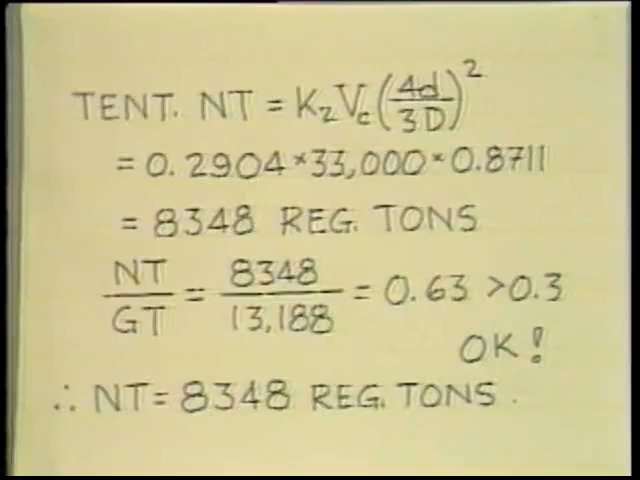 TENT. NT = K₂V꜀(4d/3D)²
= 0.2904 * 33,000 * 0.8711
= 8348 REG. TONS
NT/GT = 8348/13,188 = 0.63 > 0.3
OK!
∴ NT = 8348 REG. TONS.